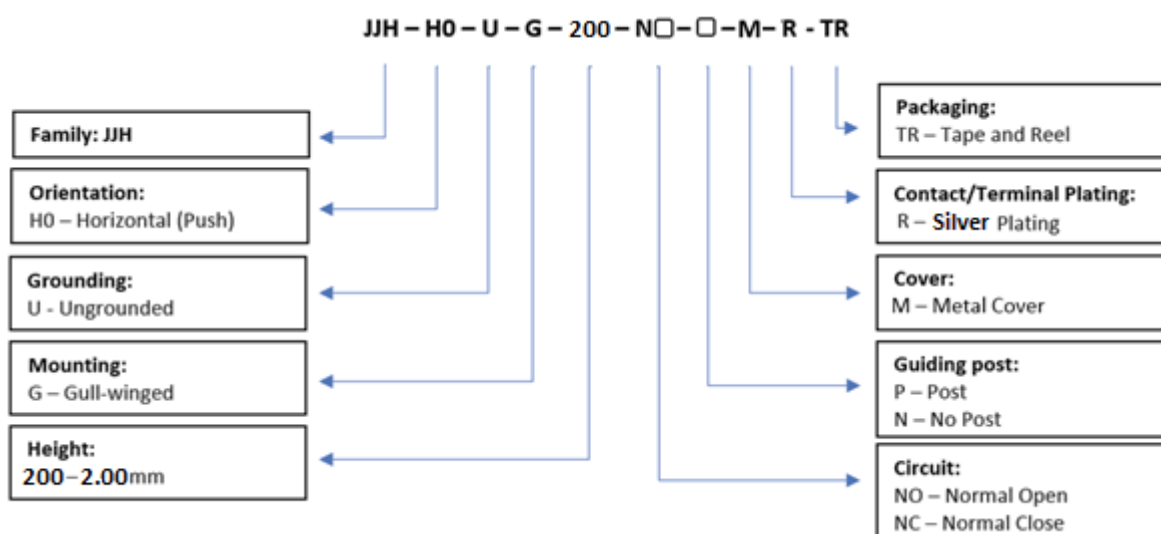 JJH – H0 – U – G – 200 – N□ – □ – M – R - TR
Family: JJH
Orientation:
H0 – Horizontal (Push)
Grounding:
U - Ungrounded
Mounting:
G – Gull-winged
Height:
200 – 2.00mm
Packaging:
TR – Tape and Reel
Contact/Terminal Plating:
R – Silver Plating
Cover:
M – Metal Cover
Guiding post:
P – Post
N – No Post
Circuit:
NO – Normal Open
NC – Normal Close